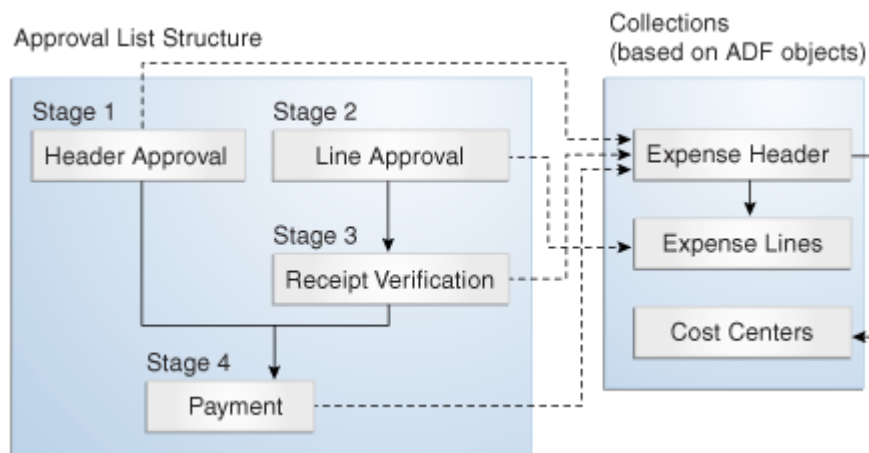 Approval List Structure
Stage 1
Header Approval
Stage 2
Line Approval
Stage 3
Receipt Verification
Stage 4
Payment
Collections
(based on ADF objects)
Expense Header
Expense Lines
Cost Centers